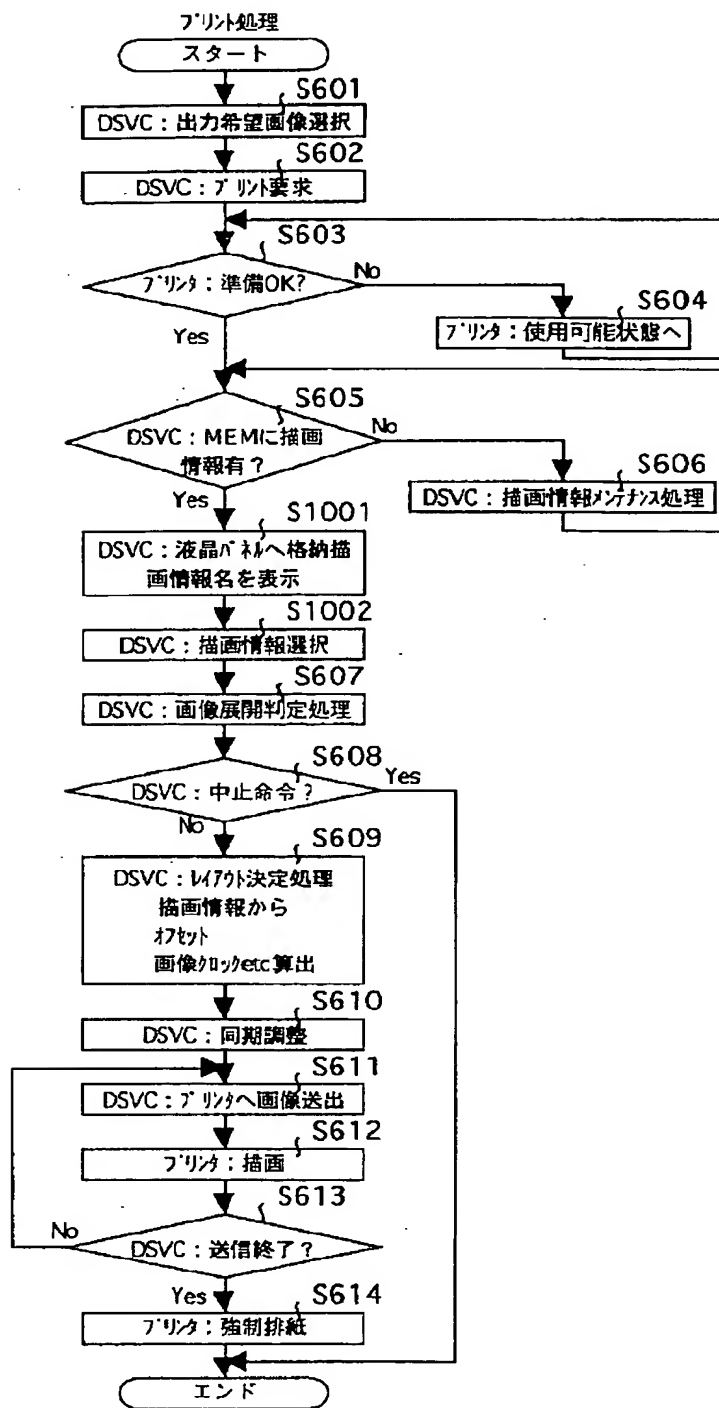 プリント処理
スタート
S601
DSVC：出力希望画像選択
S602
DSVC：プリント要求
S603
プリンタ：準備OK?
No
Yes
S604
プリンタ：使用可能状態へ
S605
DSVC：MEMに描画
情報有？
No
Yes
S606
DSVC：描画情報メンテナンス処理
S1001
DSVC：液晶パネルへ格納描
画情報名を表示
S1002
DSVC：描画情報選択
S607
DSVC：画像展開判定処理
S608
DSVC：中止命令？
Yes
No
S609
DSVC：レイアウト決定処理
描画情報から
オフセット
画像クロックetc算出
S610
DSVC：同期調整
S611
DSVC：プリンタへ画像送出
S612
プリンタ：描画
S613
No
DSVC：送信終了？
Yes
S614
プリンタ：強制排紙
エンド